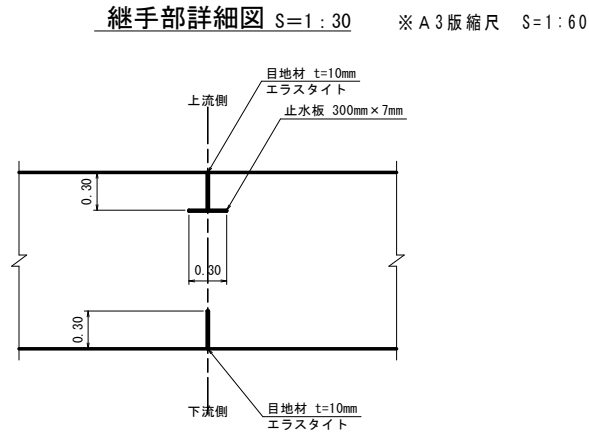 継手部詳細図 S=1:30 ※A3版縮尺 S=1:60
目地材 t=10mm
エラスタイト
上流側
止水板 300mm×7mm
0.30
0.30
0.30
下流側
目地材 t=10mm
エラスタイト